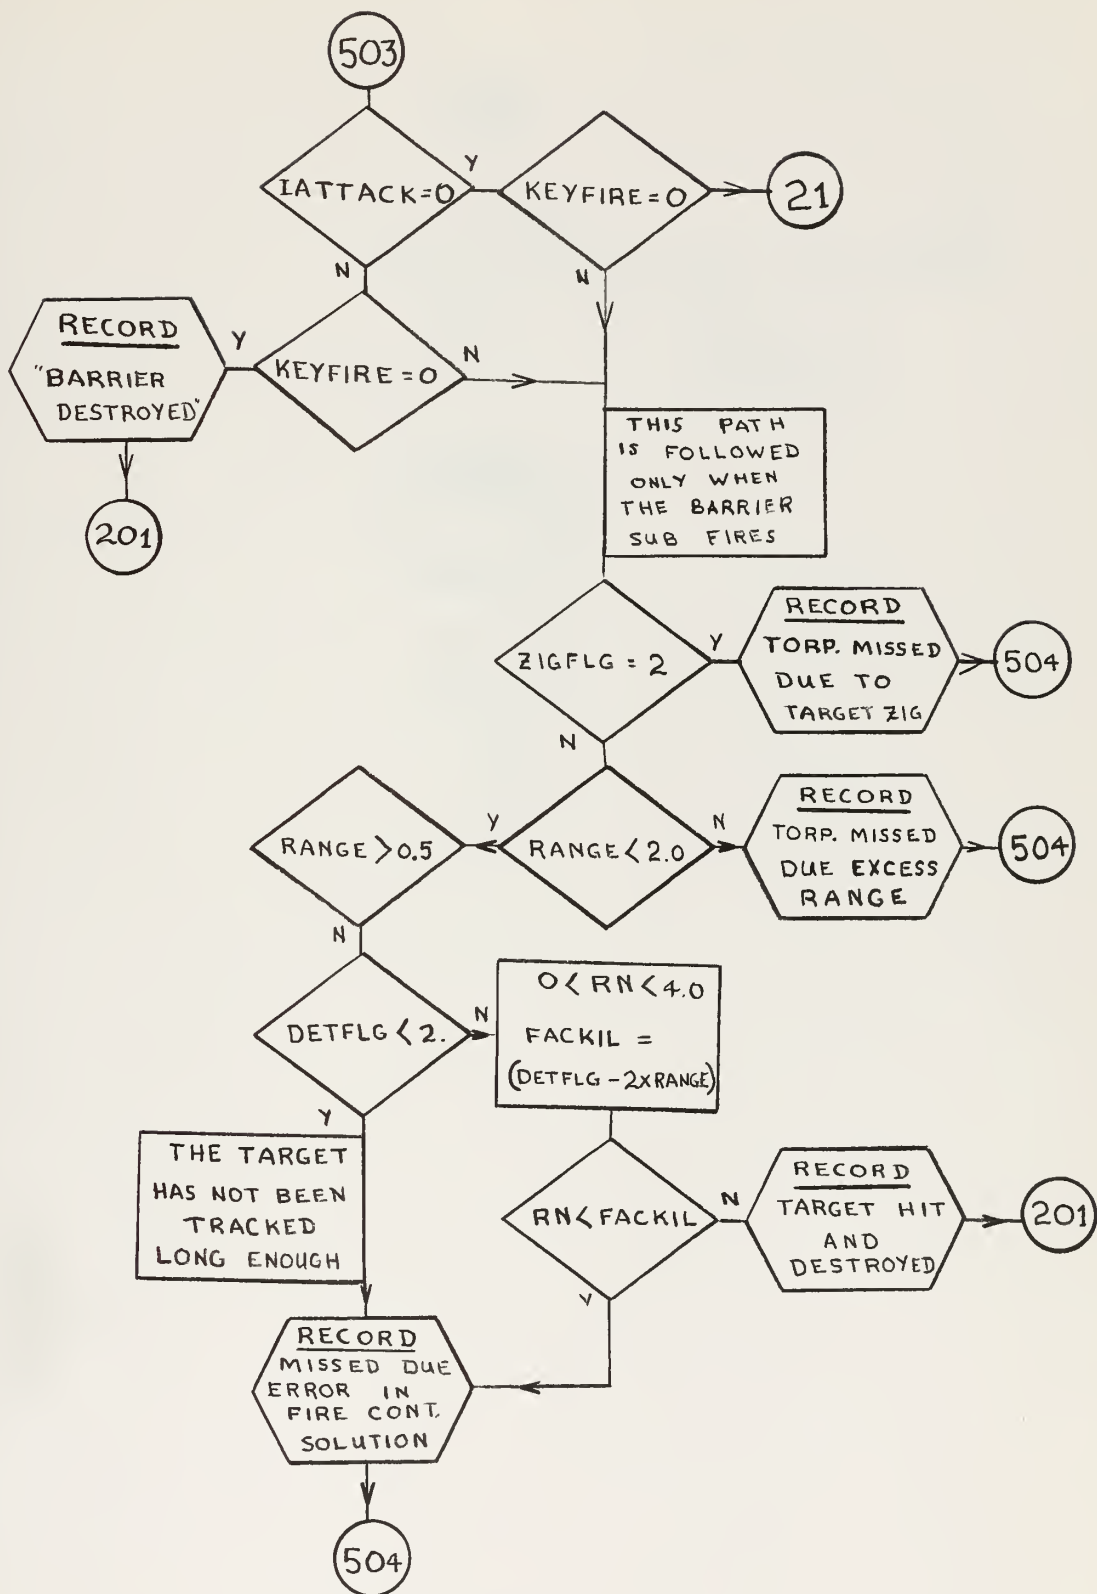 503
IATTACK=0
Y
KEYFIRE=0
21
N
N
RECORD
"BARRIER
DESTROYED"
Y
KEYFIRE=0
N
201
THIS PATH
IS FOLLOWED
ONLY WHEN
THE BARRIER
SUB FIRES
ZIGFLG = 2
Y
RECORD
TORP. MISSED
DUE TO
TARGET ZIG
504
N
RANGE>0.5
Y
RANGE<2.0
N
RECORD
TORP. MISSED
DUE EXCESS
RANGE
504
N
DETFLG<2.
N
0<RN<4.0
FACKIL =
(DETFLG-2XRANGE)
Y
THE TARGET
HAS NOT BEEN
TRACKED
LONG ENOUGH
RN<FACKIL
N
RECORD
TARGET HIT
AND
DESTROYED
201
Y
RECORD
MISSED DUE
ERROR IN
FIRE CONT.
SOLUTION
504